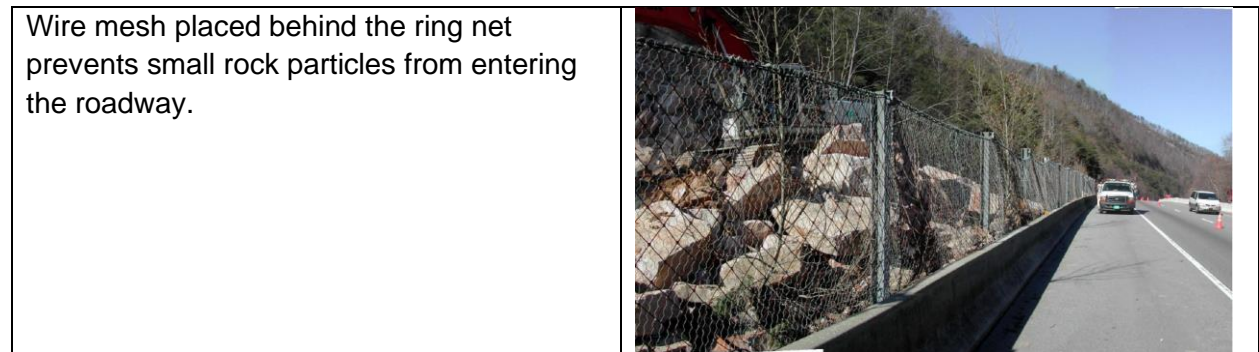 Wire mesh placed behind the ring net
prevents small rock particles from entering
the roadway.